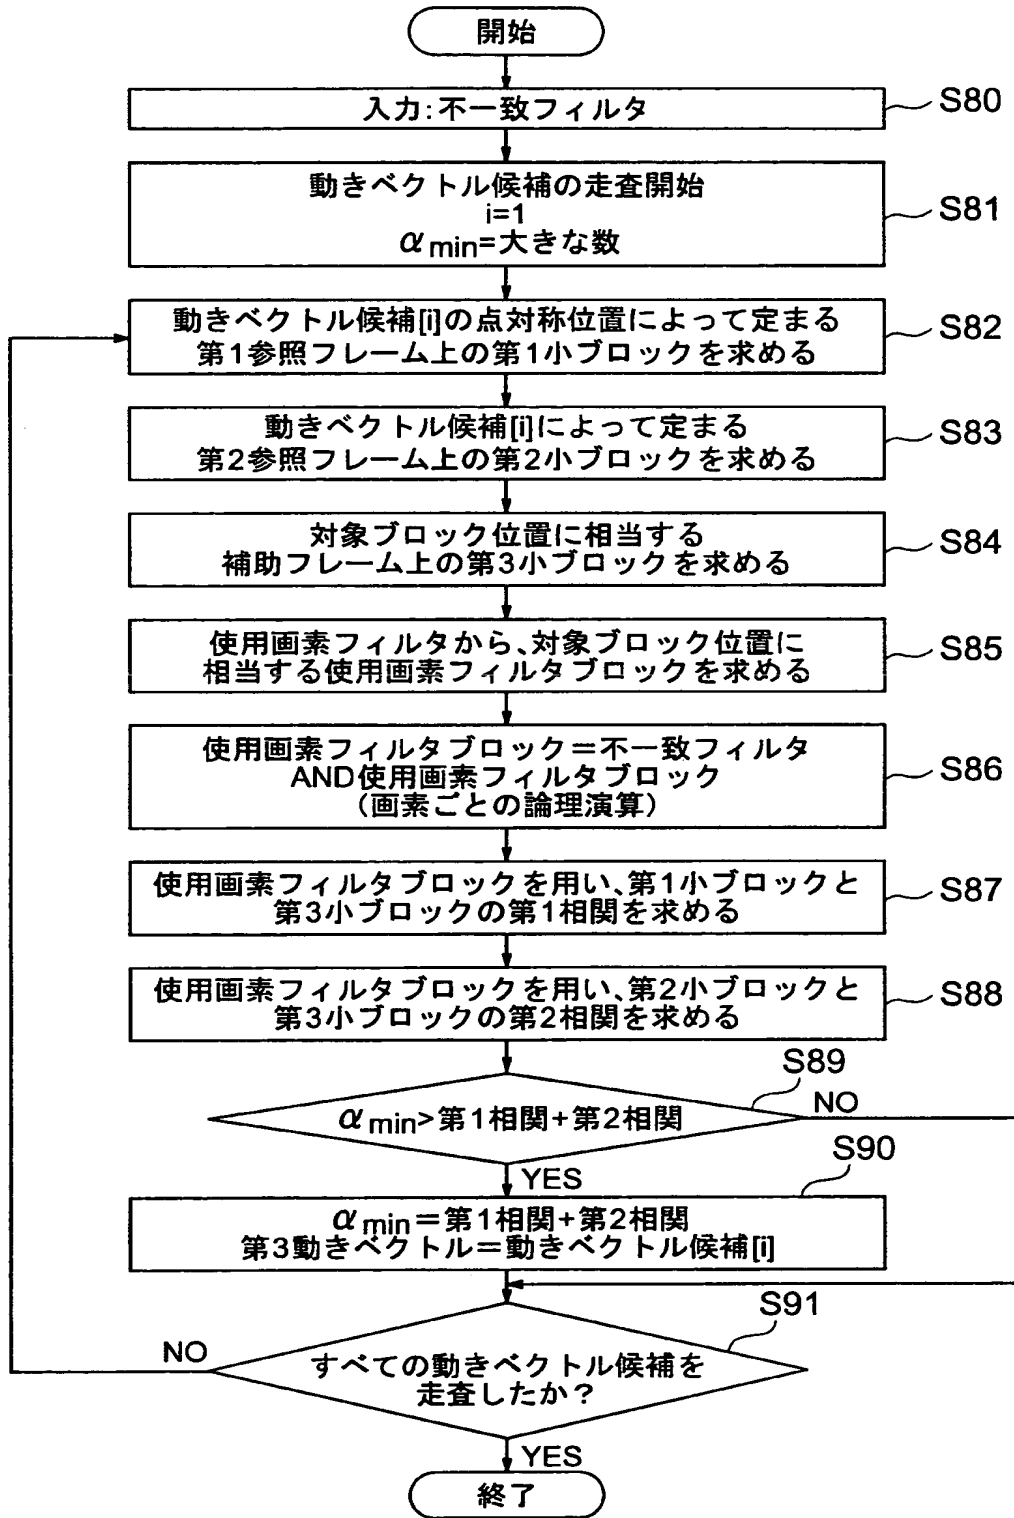 開始
入力:不一致フィルタ
S80
動きベクトル候補の走査開始
i=1
αmin=大きな数
S81
動きベクトル候補[i]の点対称位置によって定まる
第1参照フレーム上の第1小ブロックを求める
S82
動きベクトル候補[i]によって定まる
第2参照フレーム上の第2小ブロックを求める
S83
対象ブロック位置に相当する
補助フレーム上の第3小ブロックを求める
S84
使用画素フィルタから、対象ブロック位置に
相当する使用画素フィルタブロックを求める
S85
使用画素フィルタブロック＝不一致フィルタ
AND使用画素フィルタブロック
（画素ごとの論理演算）
S86
使用画素フィルタブロックを用い、第1小ブロックと
第3小ブロックの第1相関を求める
S87
使用画素フィルタブロックを用い、第2小ブロックと
第3小ブロックの第2相関を求める
S88
S89
αmin>第1相関+第2相関
NO
YES
S90
αmin＝第1相関+第2相関
第3動きベクトル＝動きベクトル候補[i]
S91
NO
すべての動きベクトル候補を
走査したか？
YES
終了